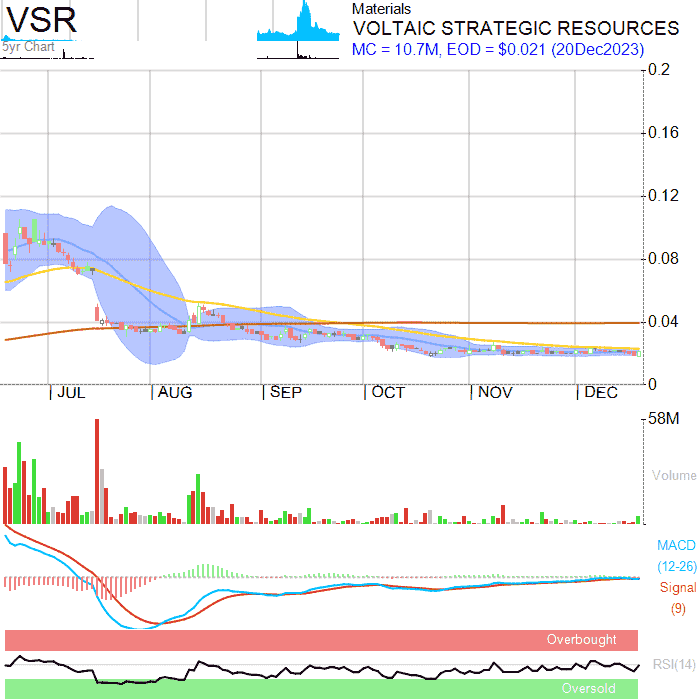 VSR
5yr Chart
Materials
VOLTAIC STRATEGIC RESOURCES
MC = 10.7M, EOD = $0.021 (20Dec2023)
0.2
0.16
0.12
0.08
0.04
0
JUL AUG SEP OCT NOV DEC
58M
Volume
MACD
(12-26)
Signal
(9)
Overbought
RSI(14)
Oversold